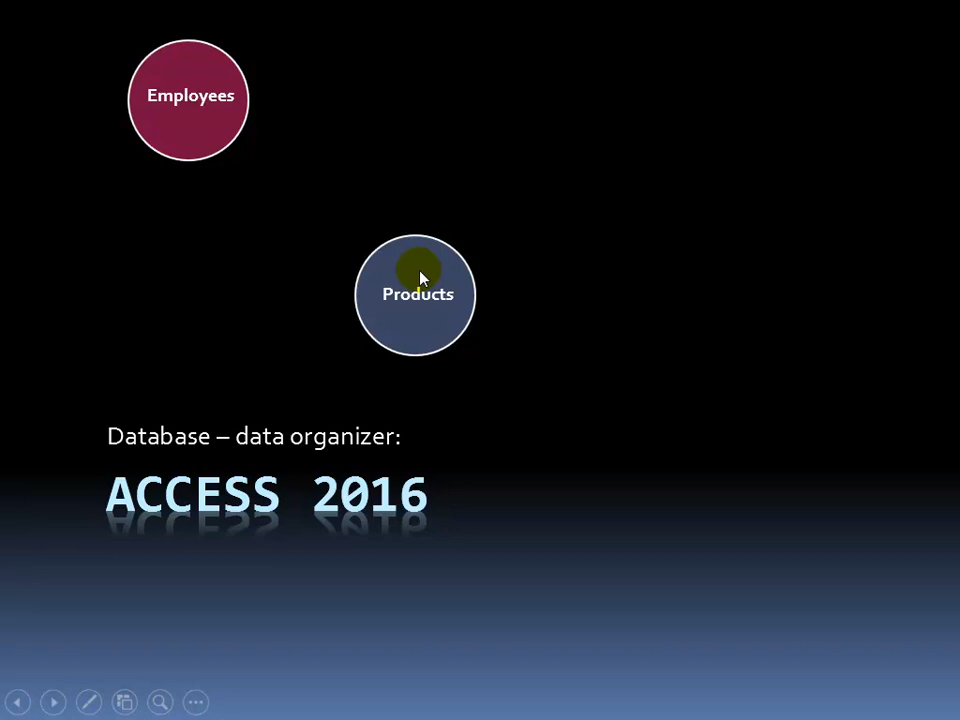 Employees
Products
Database – data organizer:
ACCESS 2016